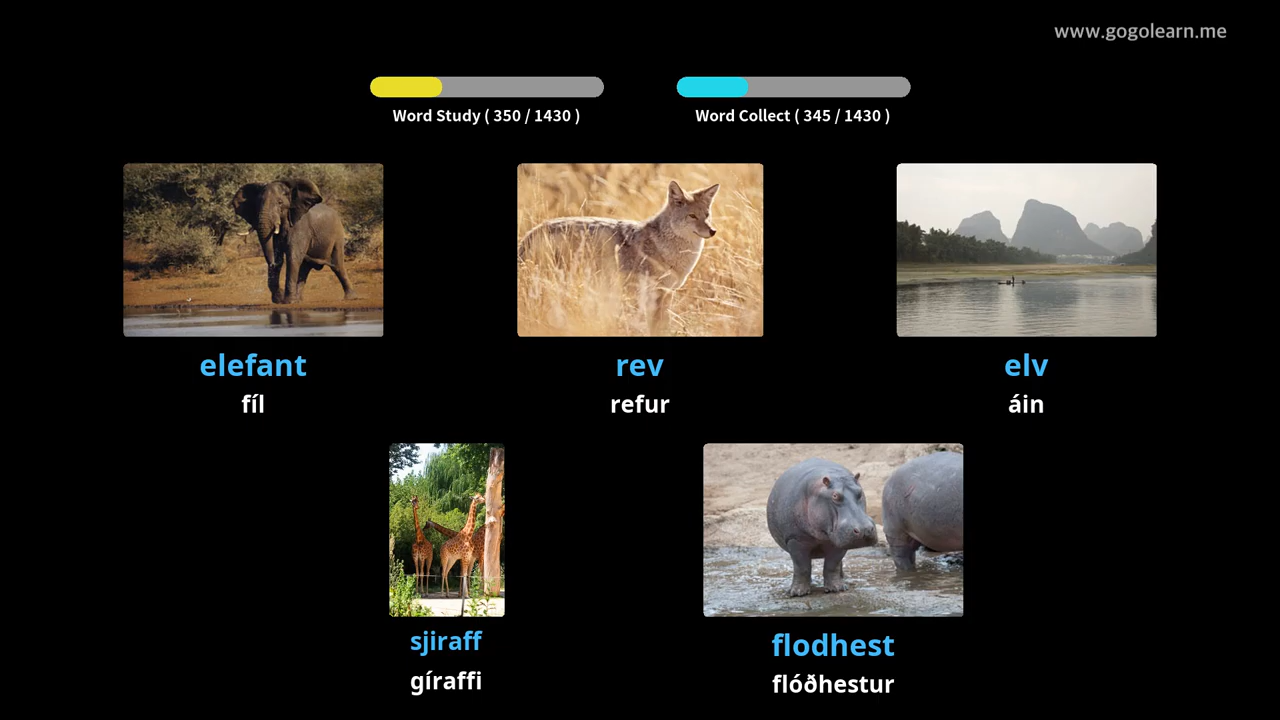 www.gogolearn.me
Word Study ( 350 / 1430 )
Word Collect ( 345 / 1430 )
elefant
fíl
rev
refur
elv
áin
sjiraff
gíraffi
flodhest
flóðhestur